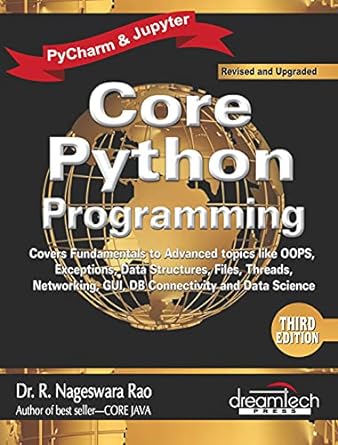 PyCharm & Jupyter
Revised and Upgraded
Core
Python
Programming
Covers Fundamentals to Advanced topics like OOPS,
Exceptions, Data Structures, Files, Threads,
Networking, GUI, DB Connectivity and Data Science
THIRD
EDITION
Dr. R. Nageswara Rao
Author of best seller—CORE JAVA
dreamtech
PRESS